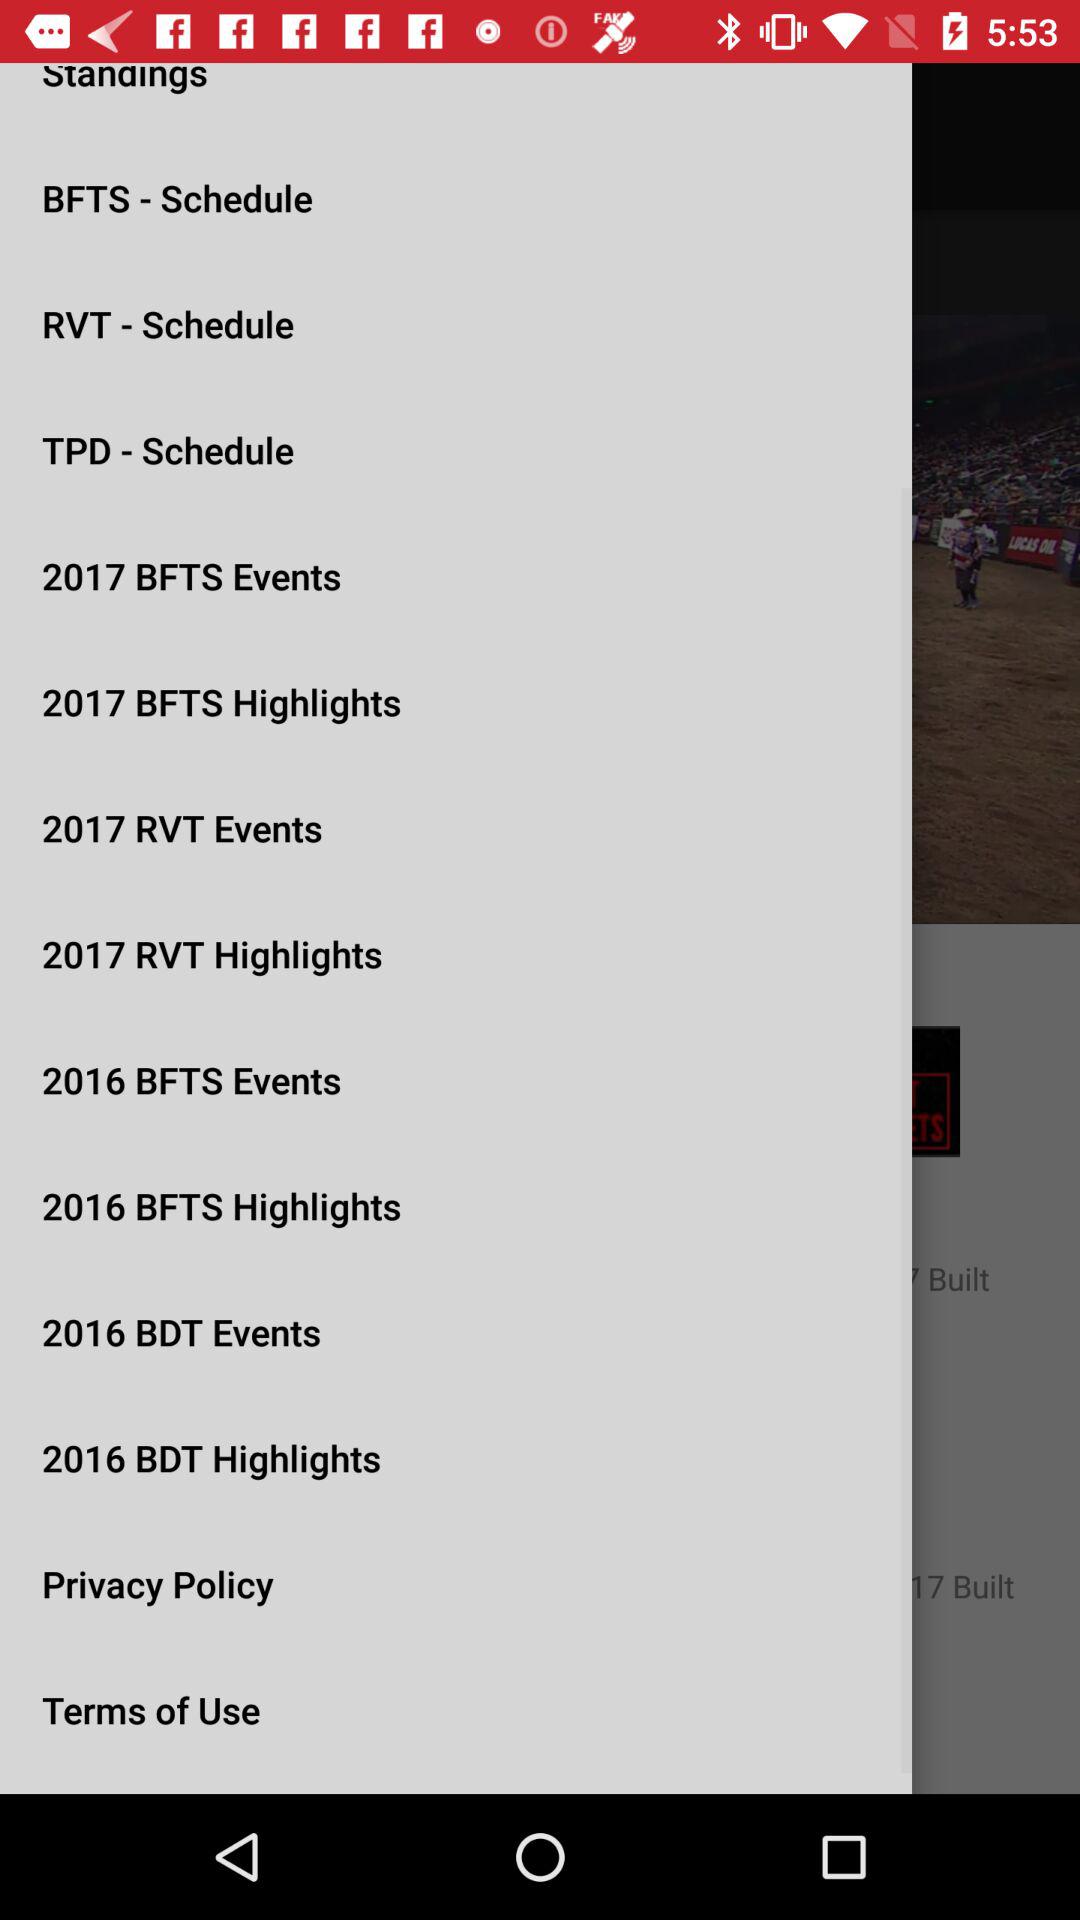 FAKE 5:53
Standings
BFTS - Schedule
RVT - Schedule
TPD - Schedule
2017 BFTS Events
LUCAS OIL
2017 BFTS Highlights
2017 RVT Events
2017 RVT Highlights
2016 BFTS Events
2016 BFTS Highlights
7 Built
2016 BDT Events
2016 BDT Highlights
Privacy Policy
17 Built
Terms of Use